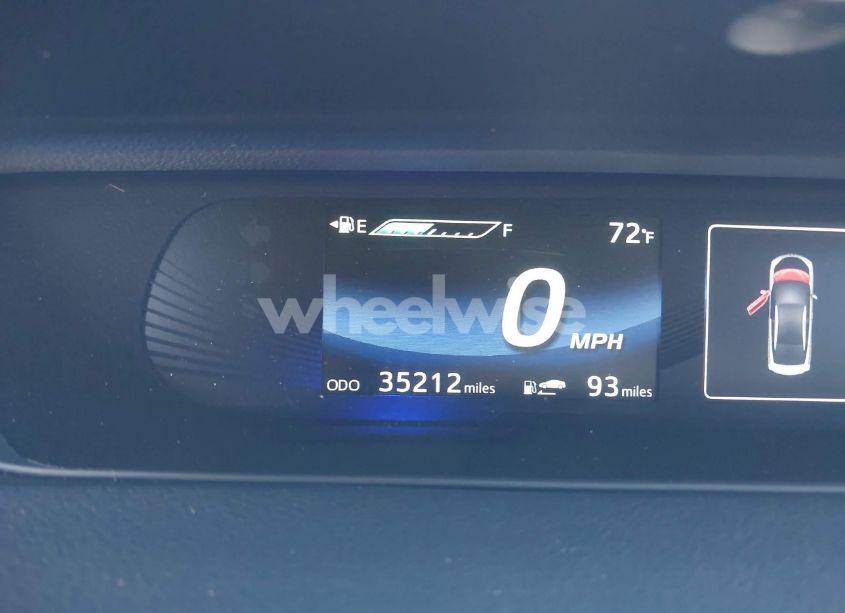 E F 72°F
wheelwise
0 MPH
ODO 35212 miles 93 miles